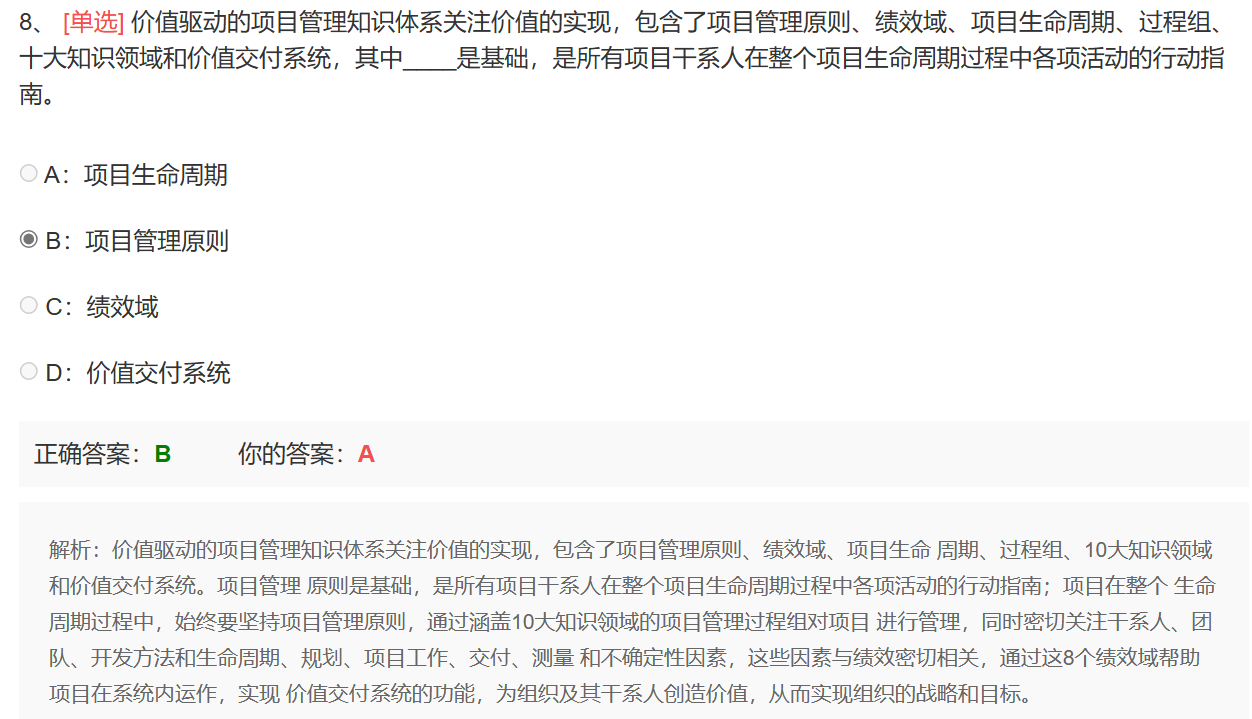 8、 [单选] 价值驱动的项目管理知识体系关注价值的实现，包含了项目管理原则、绩效域、项目生命周期、过程组、
十大知识领域和价值交付系统，其中_____是基础，是所有项目干系人在整个项目生命周期过程中各项活动的行动指
南。
A：项目生命周期
B：项目管理原则
C：绩效域
D：价值交付系统
正确答案：B 你的答案：A
解析：价值驱动的项目管理知识体系关注价值的实现，包含了项目管理原则、绩效域、项目生命 周期、过程组、10大知识领域
和价值交付系统。项目管理 原则是基础，是所有项目干系人在整个项目生命周期过程中各项活动的行动指南；项目在整个 生命
周期过程中，始终要坚持项目管理原则，通过涵盖10大知识领域的项目管理过程组对项目 进行管理，同时密切关注干系人、团
队、开发方法和生命周期、规划、项目工作、交付、测量 和不确定性因素，这些因素与绩效密切相关，通过这8个绩效域帮助
项目在系统内运作，实现 价值交付系统的功能，为组织及其干系人创造价值，从而实现组织的战略和目标。